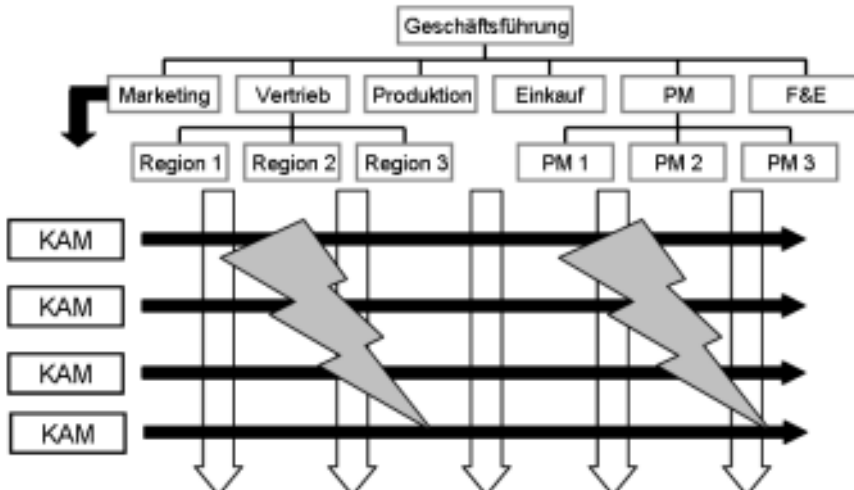 Geschäftsführung
Marketing Vertrieb Produktion Einkauf PM F&E
Region 1 Region 2 Region 3 PM 1 PM 2 PM 3
KAM
KAM
KAM
KAM